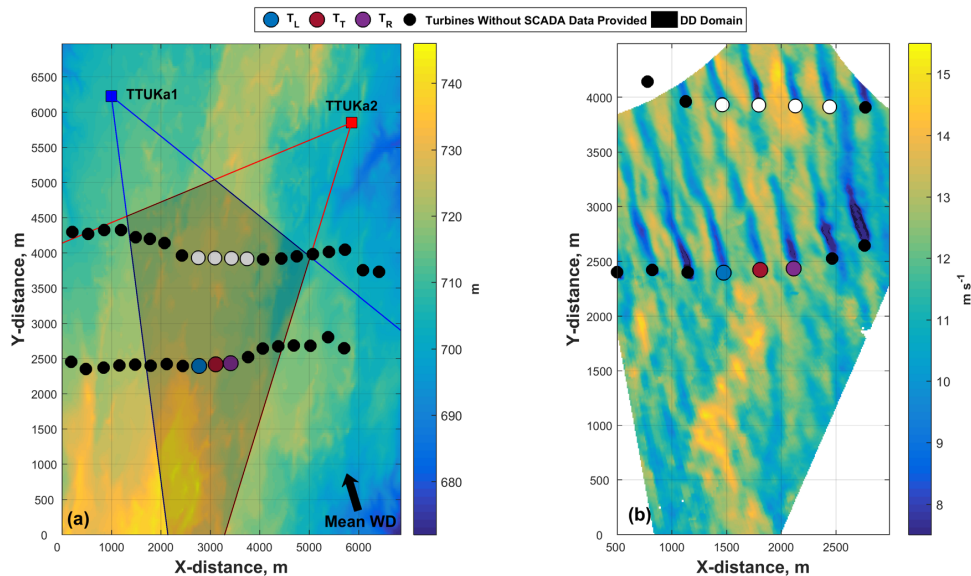 T_L T_T T_R Turbines Without SCADA Data Provided DD Domain
TTUKa1
TTUKa2
(a)
Mean WD
Y-distance, m
6500
6000
5500
5000
4500
4000
3500
3000
2500
2000
1500
1000
500
0
0 1000 2000 3000 4000 5000 6000
X-distance, m
740
730
720
710
700
690
680
m
(b)
Y-distance, m
4000
3500
3000
2500
2000
1500
1000
500
0
500 1000 1500 2000 2500
X-distance, m
15
14
13
12
11
10
9
8
m s⁻¹